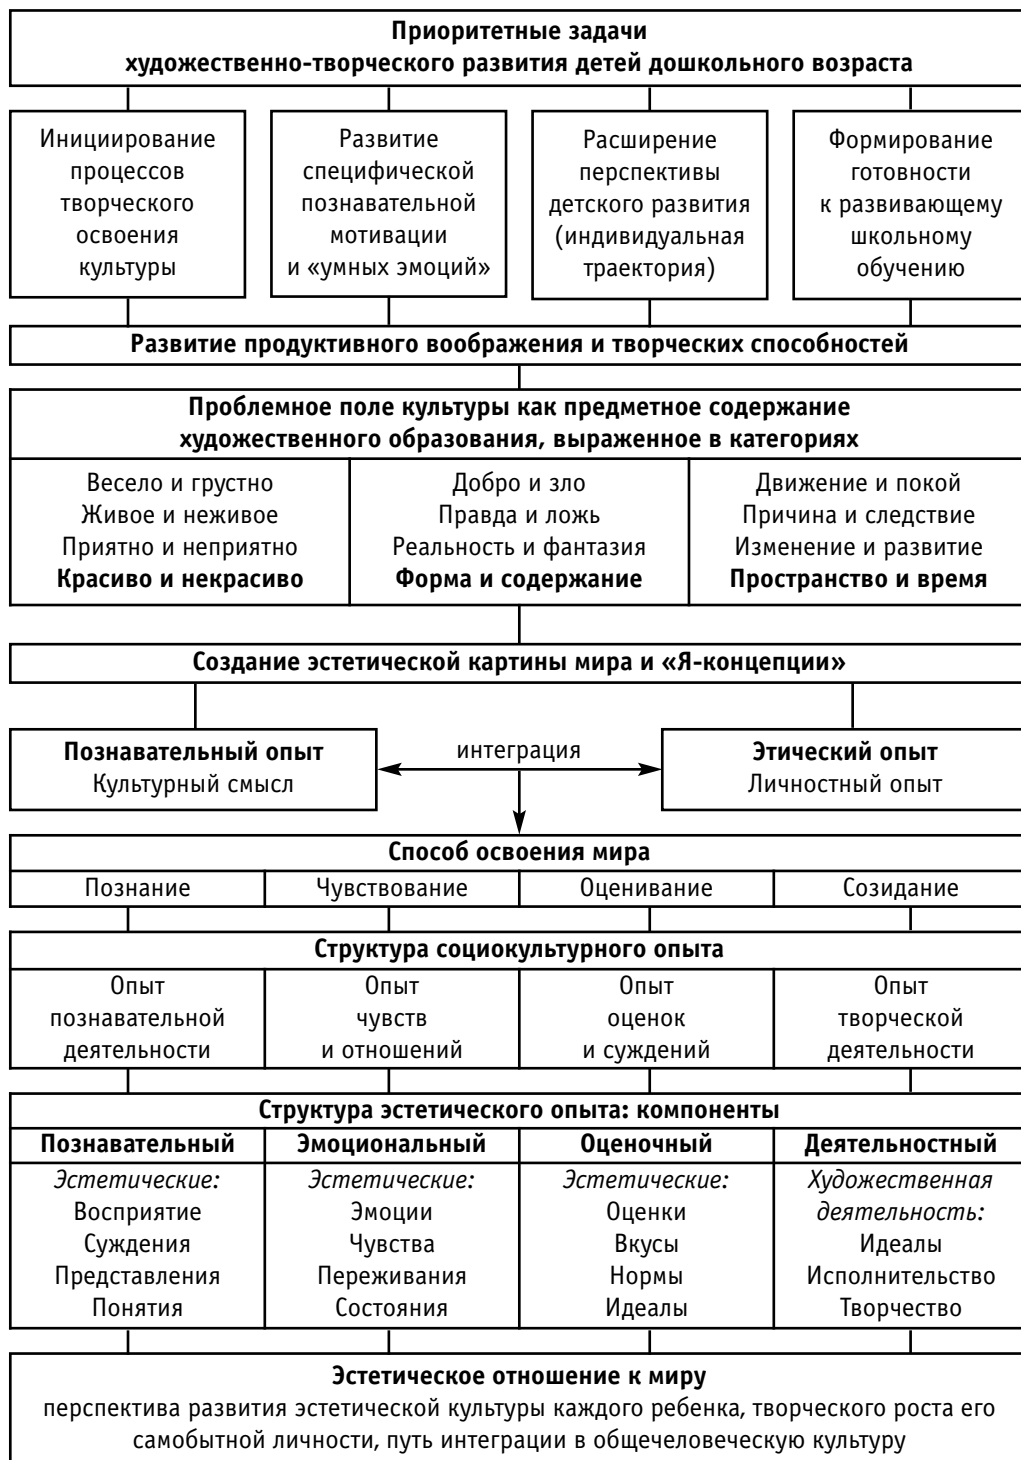 Приоритетные задачи
художественно-творческого развития детей дошкольного возраста
Инициирование
процессов
творческого
освоения
культуры
Развитие
специфической
познавательной
мотивации
и «умных эмоций»
Расширение
перспективы
детского развития
(индивидуальная
траектория)
Формирование
готовности
к развивающему
школьному
обучению
Развитие продуктивного воображения и творческих способностей
Проблемное поле культуры как предметное содержание
художественного образования, выраженное в категориях
Весело и грустно
Живое и неживое
Приятно и неприятно
Красиво и некрасиво
Добро и зло
Правда и ложь
Реальность и фантазия
Форма и содержание
Движение и покой
Причина и следствие
Изменение и развитие
Пространство и время
Создание эстетической картины мира и «Я-концепции»
Познавательный опыт
Культурный смысл
интеграция
Этический опыт
Личностный опыт
Способ освоения мира
Познание
Чувствование
Оценивание
Созидание
Структура социокультурного опыта
Опыт
познавательной
деятельности
Опыт
чувств
и отношений
Опыт
оценок
и суждений
Опыт
творческой
деятельности
Структура эстетического опыта: компоненты
Познавательный
Эстетические:
Восприятие
Суждения
Представления
Понятия
Эмоциональный
Эстетические:
Эмоции
Чувства
Переживания
Состояния
Оценочный
Эстетические:
Оценки
Вкусы
Нормы
Идеалы
Деятельностный
Художественная
деятельность:
Идеалы
Исполнительство
Творчество
Эстетическое отношение к миру
перспектива развития эстетической культуры каждого ребенка, творческого роста его
самобытной личности, путь интеграции в общечеловеческую культуру